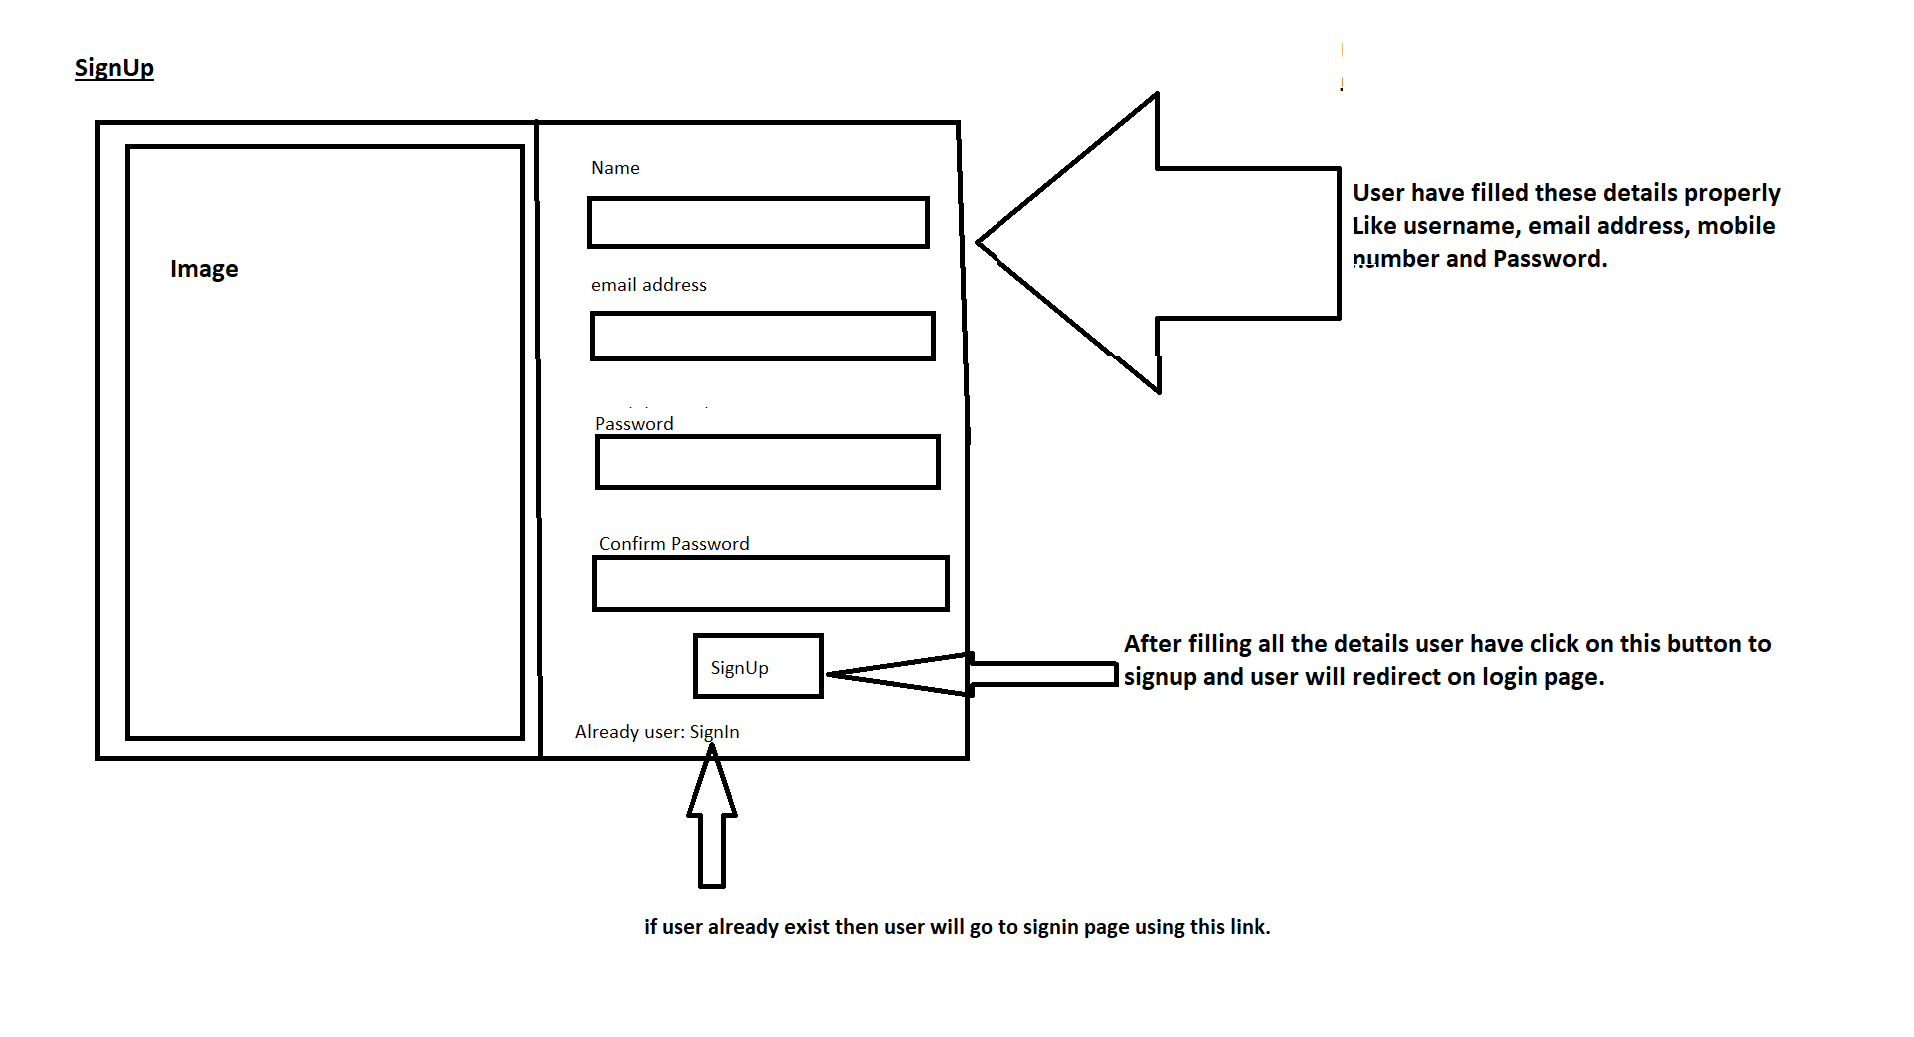 SignUp
Image
Name
email address
Password
Confirm Password
SignUp
Already user: SignIn
User have filled these details properly
Like username, email address, mobile
number and Password.
After filling all the details user have click on this button to
signup and user will redirect on login page.
if user already exist then user will go to signin page using this link.